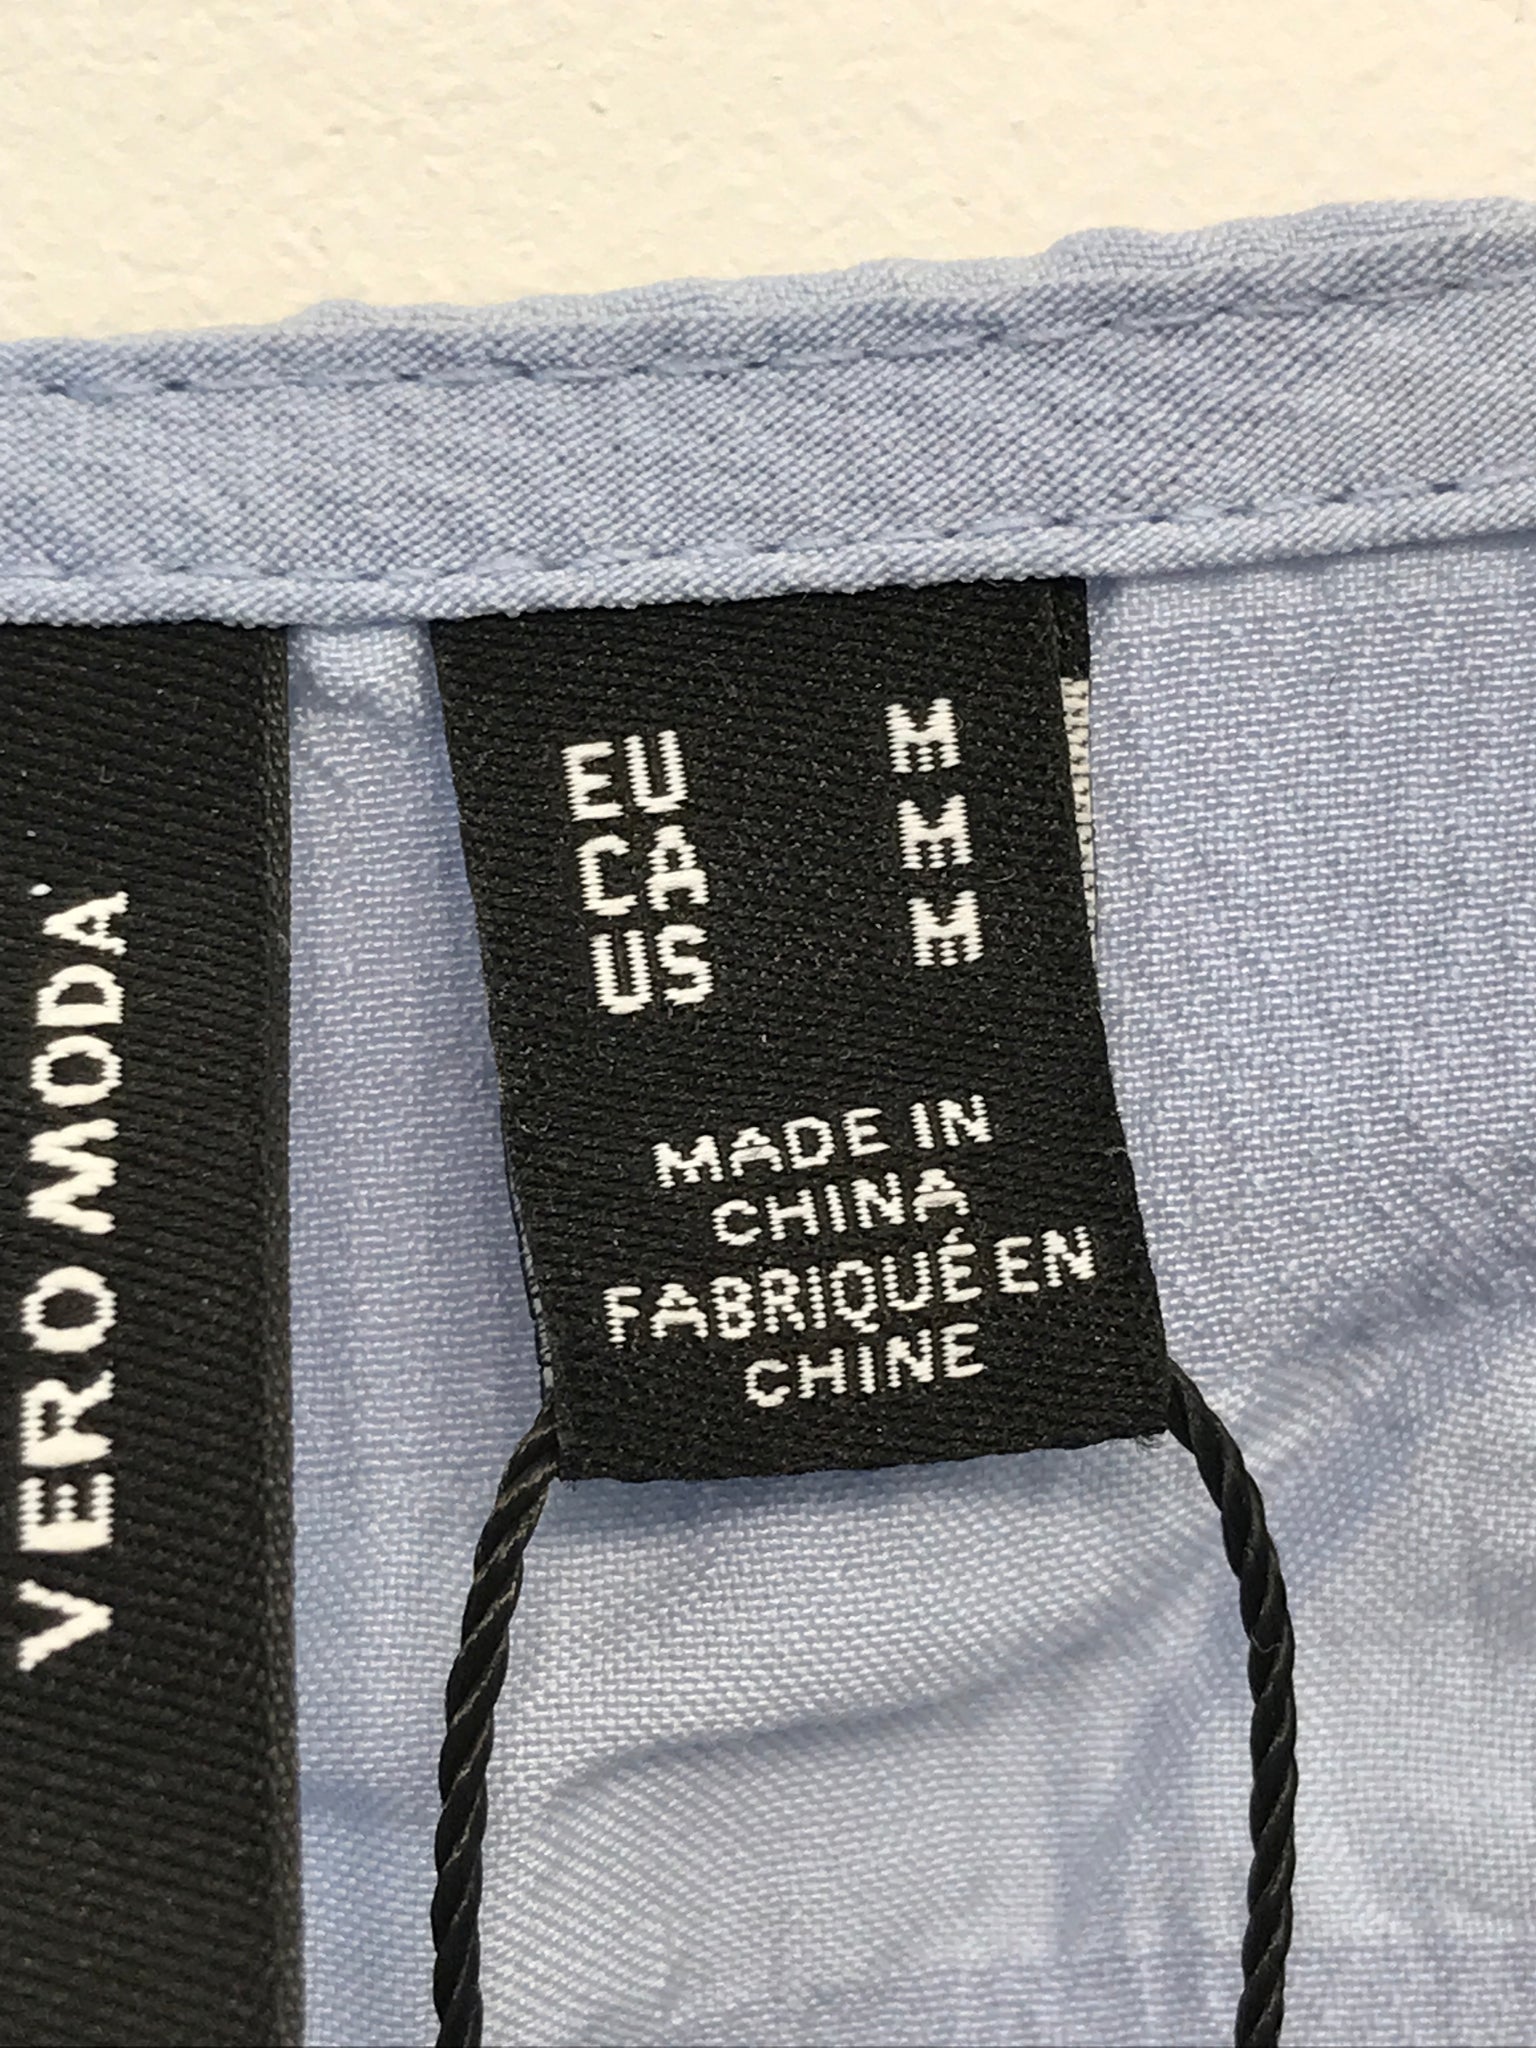 VERO MODA
EU M
CA M
US M
MADE IN
CHINA
FABRIQUÉ EN
CHINE